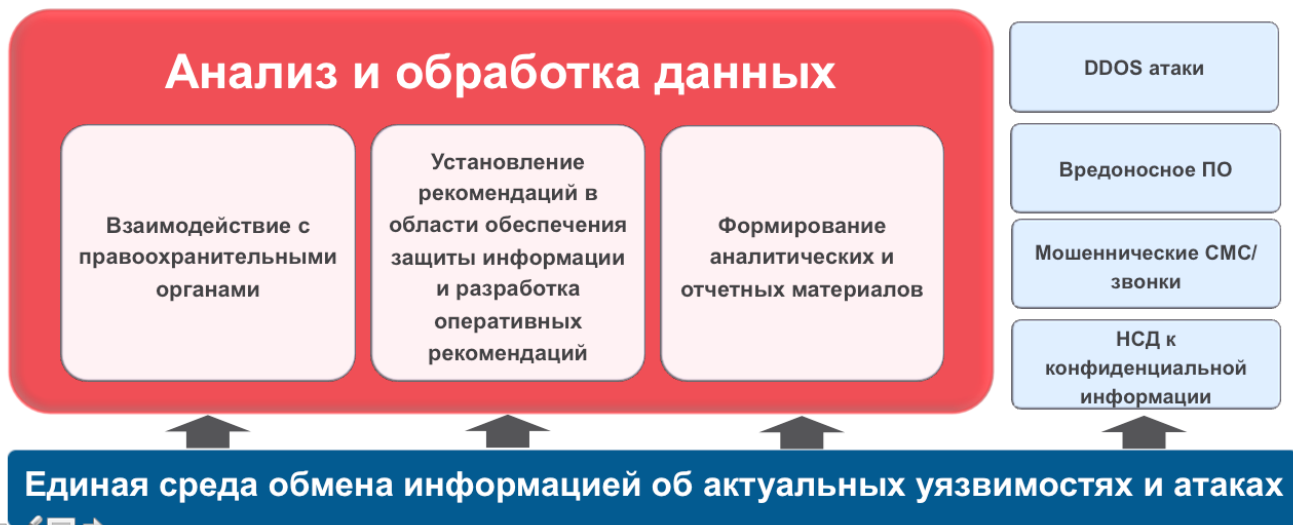 Анализ и обработка данных
Взаимодействие с
правоохранительными
органами
Установление
рекомендаций в
области обеспечения
защиты информации
и разработка
оперативных
рекомендаций
Формирование
аналитических и
отчетных материалов
DDOS атаки
Вредоносное ПО
Мошеннические СМС/
звонки
НСД к
конфиденциальной
информации
Единая среда обмена информацией об актуальных уязвимостях и атаках